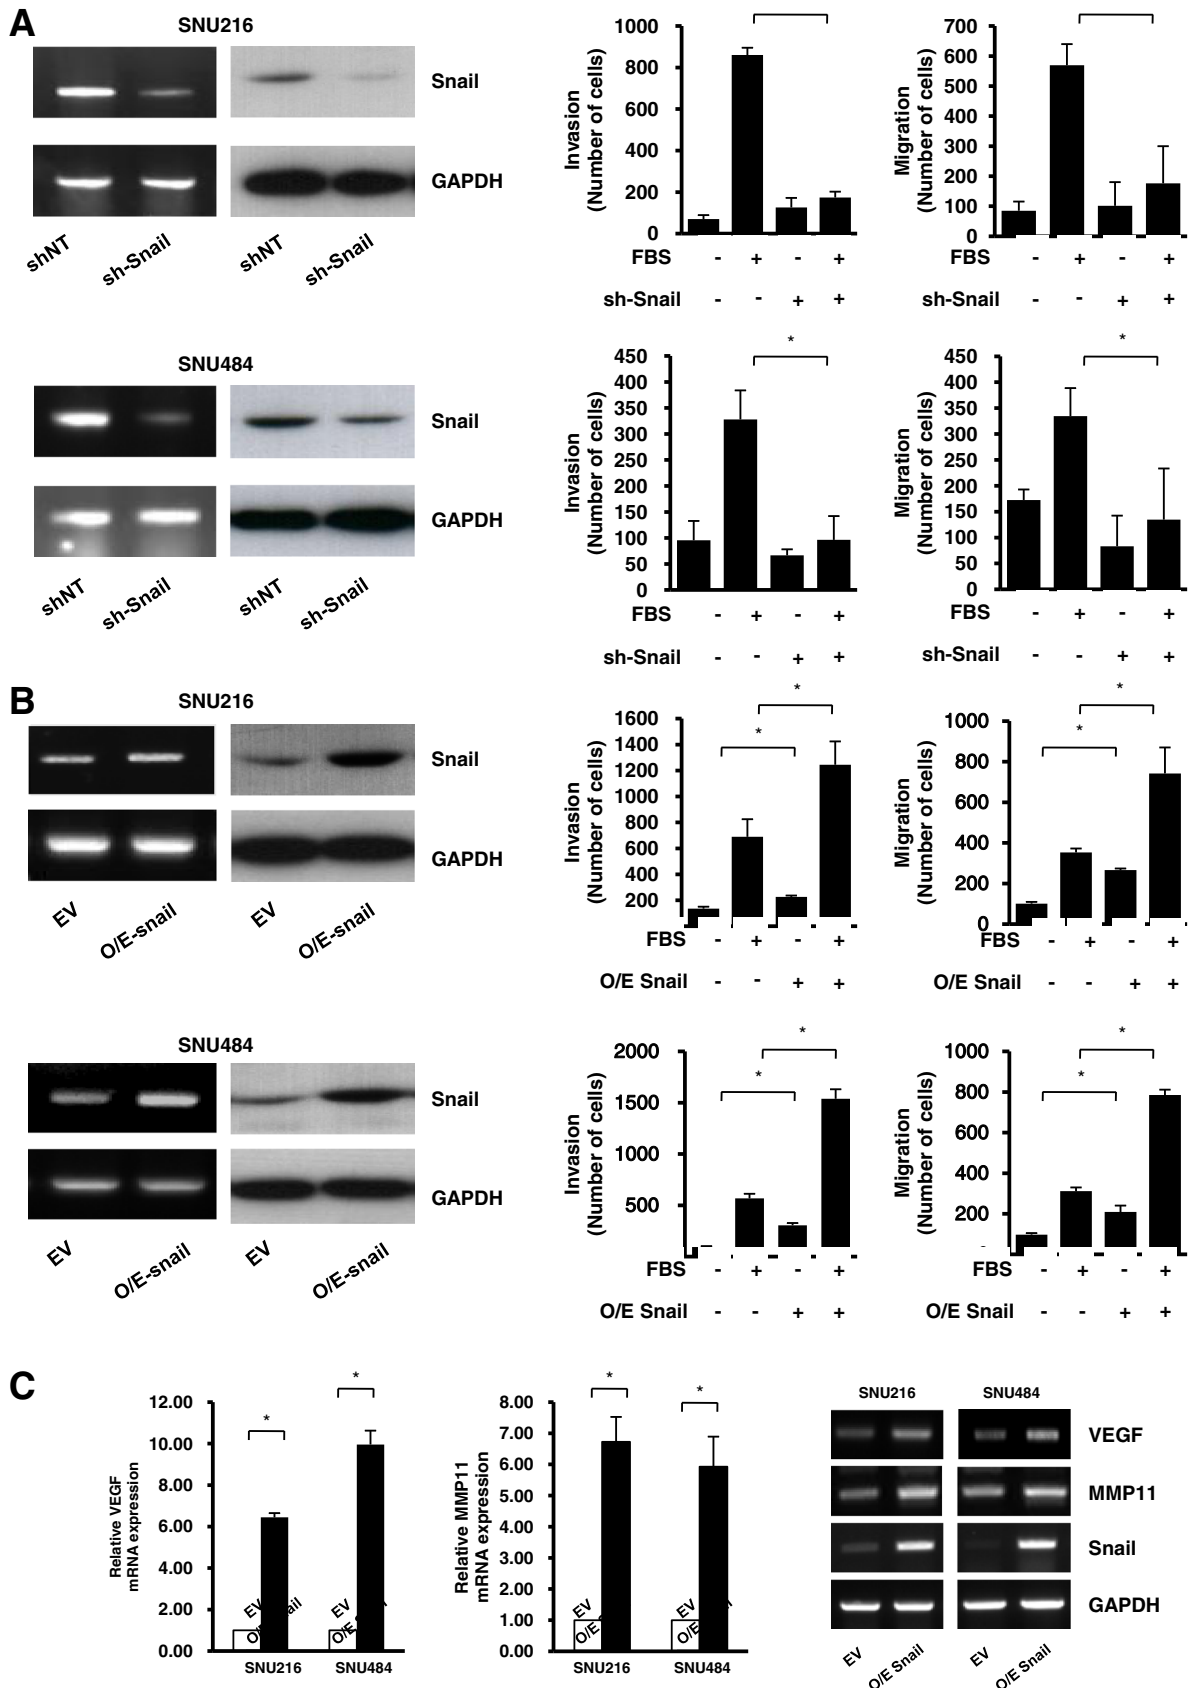 A
SNU216
Snail
GAPDH
shNT sh-Snail shNT sh-Snail
Invasion
(Number of cells)
1000
800
600
400
200
0
FBS - + - +
sh-Snail - - + +
Migration
(Number of cells)
700
600
500
400
300
200
100
0
FBS - + - +
sh-Snail - - + +
SNU484
Snail
GAPDH
shNT sh-Snail shNT sh-Snail
*
Invasion
(Number of cells)
450
400
350
300
250
200
150
100
50
0
FBS - + - +
sh-Snail - - + +
*
Migration
(Number of cells)
450
400
350
300
250
200
150
100
50
0
FBS - + - +
sh-Snail - - + +
B
SNU216
Snail
GAPDH
EV O/E-snail EV O/E-snail
*
*
Invasion
(Number of cells)
1600
1400
1200
1000
800
600
400
200
FBS - + - +
O/E Snail - - + +
*
*
Migration
(Number of cells)
1000
800
600
400
200
0
FBS - + - +
O/E Snail - - + +
SNU484
Snail
GAPDH
EV O/E-snail EV O/E-snail
*
*
Invasion
(Number of cells)
2000
1500
1000
500
FBS - + - +
O/E Snail - - + +
*
*
Migration
(Number of cells)
1000
800
600
400
200
FBS - + - +
O/E Snail - - + +
C
Relative VEGF
mRNA expression
12.00
10.00
8.00
6.00
4.00
2.00
0.00
*
*
EV
EV
SNU216 SNU484
Relative MMP11
mRNA expression
8.00
7.00
6.00
5.00
4.00
3.00
2.00
1.00
0.00
*
*
EV
EV
SNU216 SNU484
SNU216 SNU484
VEGF
MMP11
Snail
GAPDH
EV O/E Snail EV O/E Snail